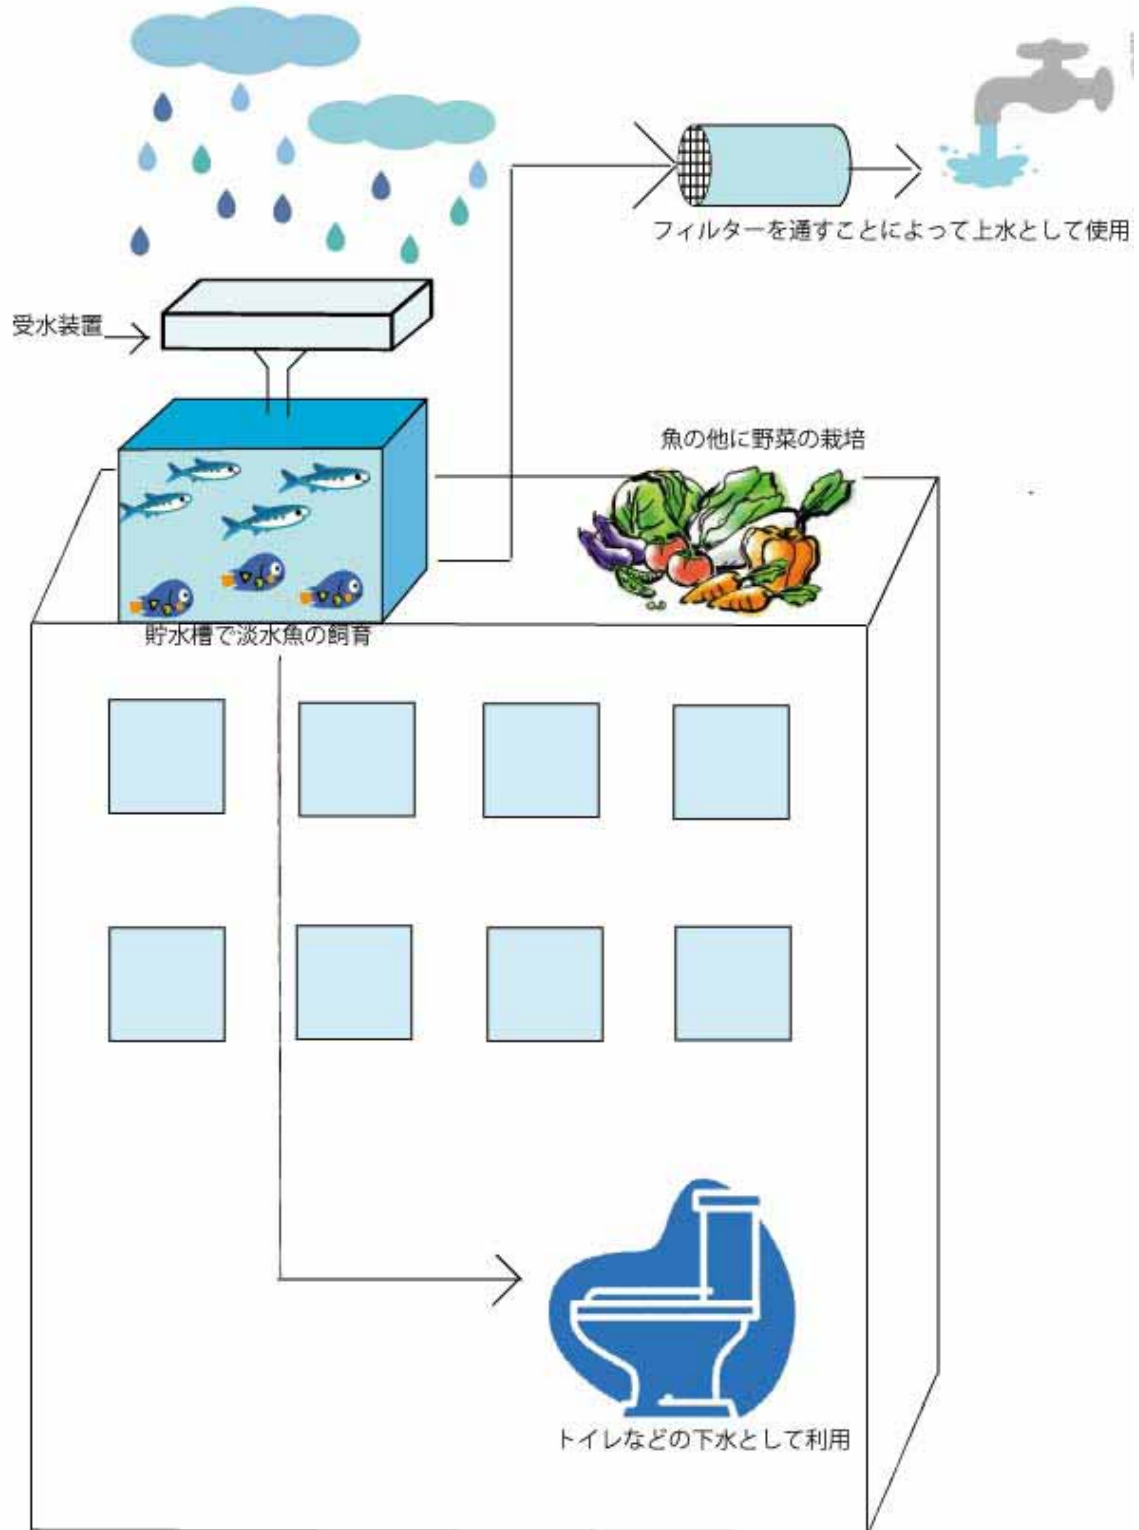 フィルターを通すことによって上水として使用
受水装置
魚の他に野菜の栽培
貯水槽で淡水魚の飼育
トイレなどの下水として利用